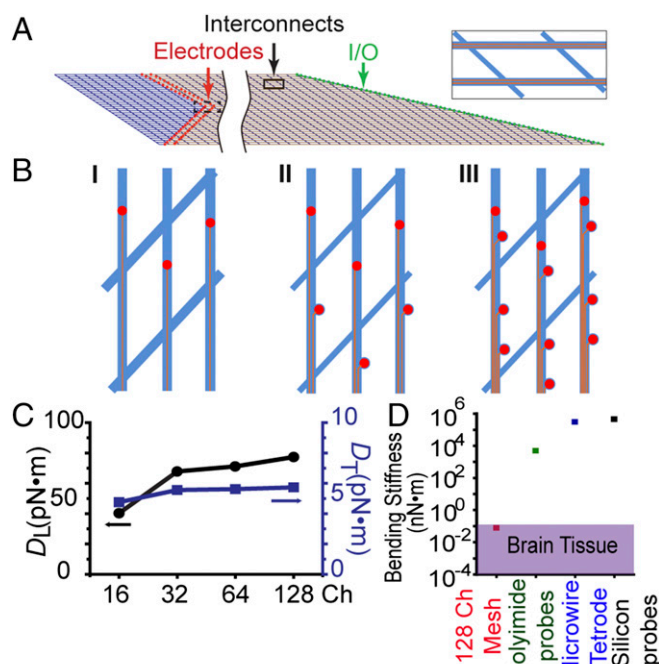 A
Interconnects
Electrodes
I/O
B
I
II
III
C
D
100
50
0
D_L(pN•m)
10
5
0
D_T(pN•m)
16 32 64 128 Ch
Bending Stiffness
(nN•m)
10^6
10^4
10^2
10^0
10^-2
10^-4
Brain Tissue
128 Ch
Mesh
olyimide
probes
licrowire
Tetrode
Silicon
probes